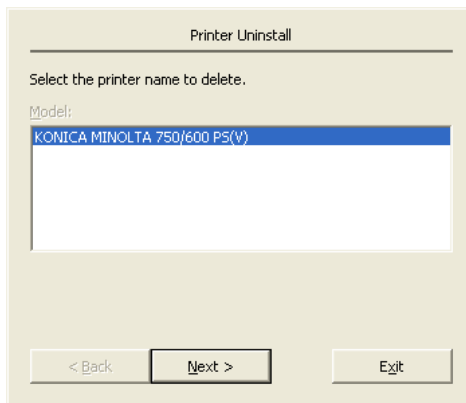 Printer Uninstall
Select the printer name to delete.
Model:
KONICA MINOLTA 750/600 PS(V)
< Back
Next >
Exit